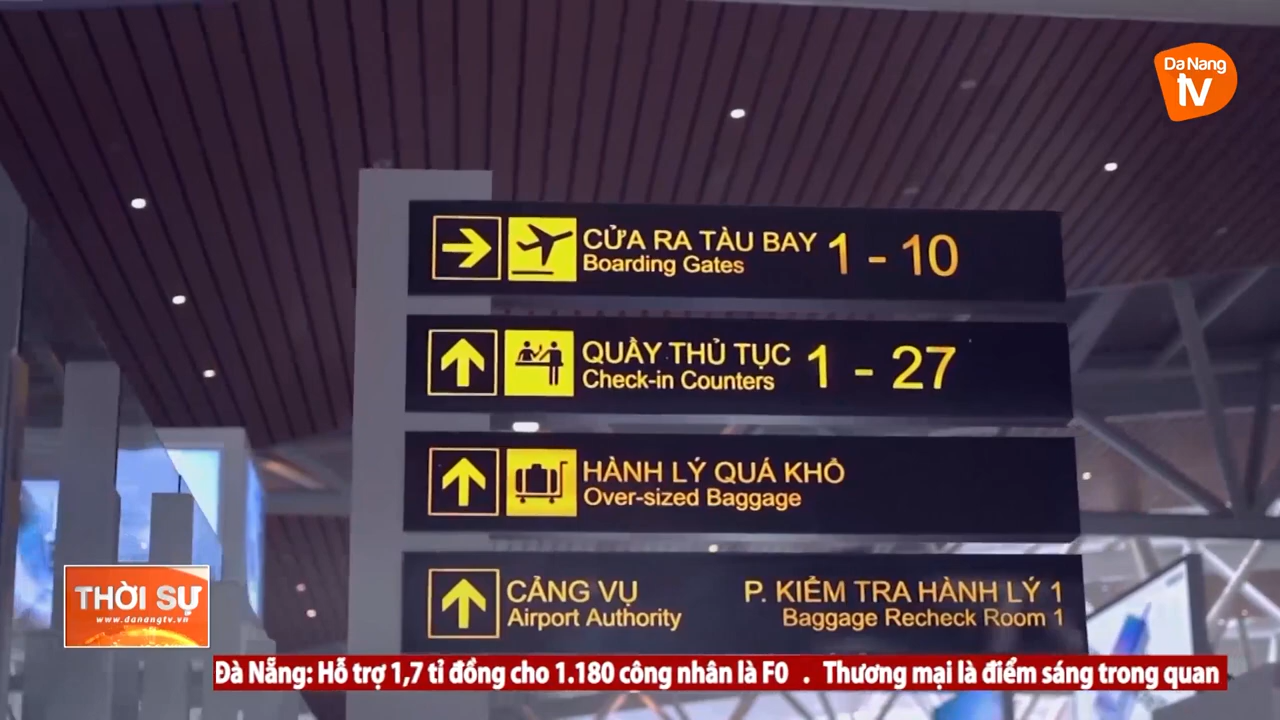 Da Nang
tv
CỬA RA TÀU BAY 1 - 10
Boarding Gates
QUẦY THỦ TỤC 1 - 27
Check-in Counters
HÀNH LÝ QUÁ KHỔ
Over-sized Baggage
CẢNG VỤ
Airport Authority
P. KIỂM TRA HÀNH LÝ 1
Baggage Recheck Room 1
THỜI SỰ
www.danangtv.vn
Đà Nẵng: Hỗ trợ 1,7 tỉ đồng cho 1.180 công nhân là F0 . Thương mại là điểm sáng trong quan